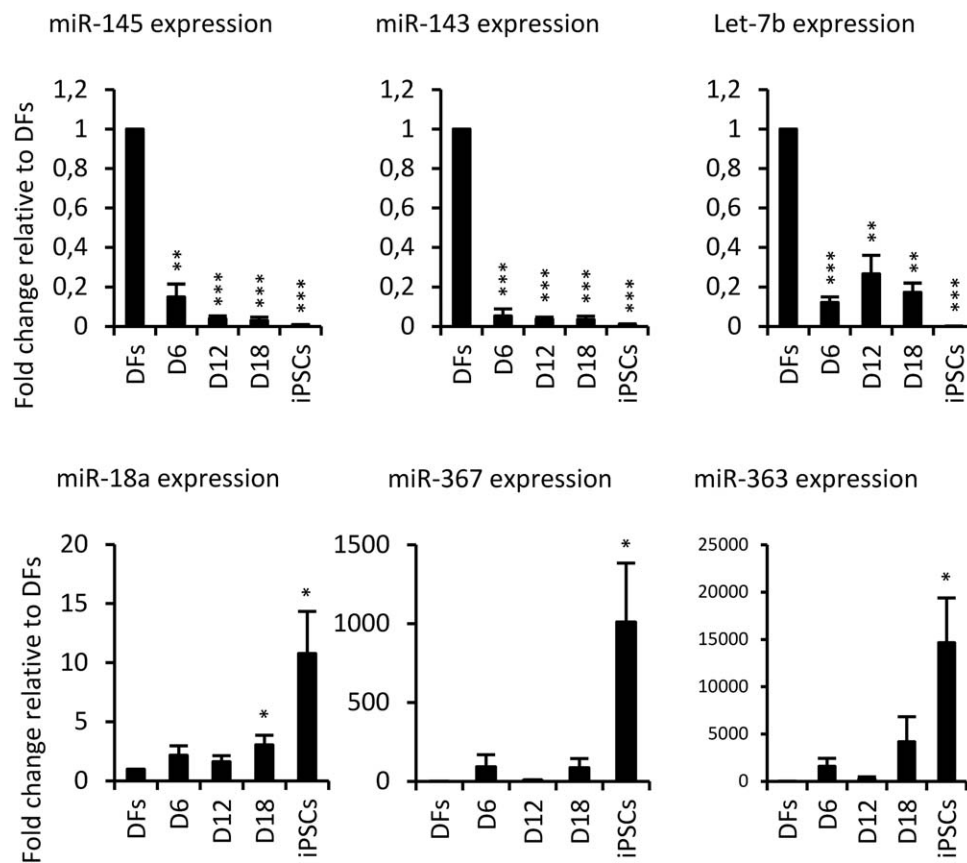 miR-145 expression
miR-143 expression
Let-7b expression
Fold change relative to DFs
1,2
1
0,8
0,6
0,4
0,2
0
**
***
***
***
DFs
D6
D12
D18
iPSCs
1,2
1
0,8
0,6
0,4
0,2
0
***
***
***
***
DFs
D6
D12
D18
iPSCs
1,2
1
0,8
0,6
0,4
0,2
0
***
**
**
***
DFs
D6
D12
D18
iPSCs
miR-18a expression
miR-367 expression
miR-363 expression
Fold change relative to DFs
20
15
10
5
0
*
*
DFs
D6
D12
D18
iPSCs
1500
1000
500
0
*
DFs
D6
D12
D18
iPSCs
25000
20000
15000
10000
5000
0
*
DFs
D6
D12
D18
iPSCs